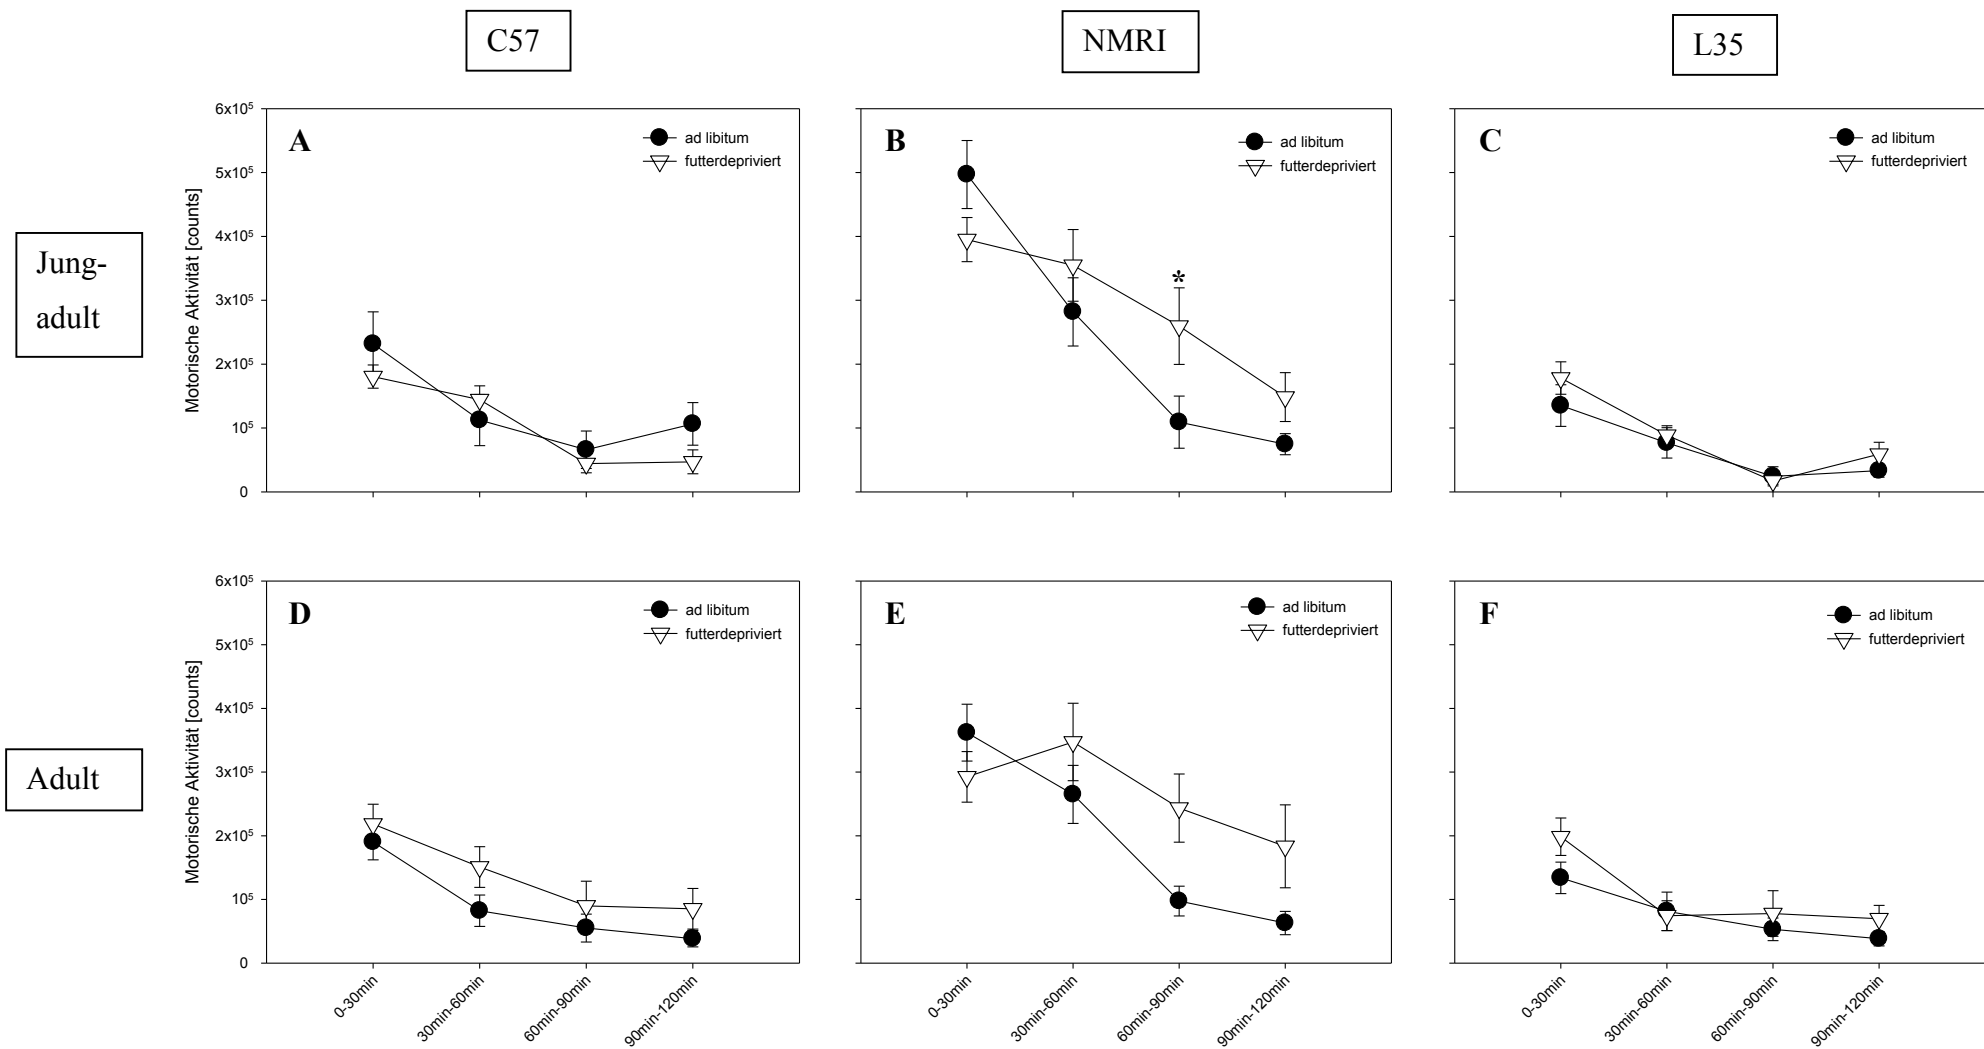 C57
NMRI
L35
Jung-
adult
Motorische Aktivität [counts]
6x10⁵
5x10⁵
4x10⁵
3x10⁵
2x10⁵
10⁵
0
A
ad libitum
futterdepriviert
B
ad libitum
futterdepriviert
*
C
ad libitum
futterdepriviert
Adult
Motorische Aktivität [counts]
6x10⁵
5x10⁵
4x10⁵
3x10⁵
2x10⁵
10⁵
0
D
ad libitum
futterdepriviert
0-30min
30min-60min
60min-90min
90min-120min
E
ad libitum
futterdepriviert
0-30min
30min-60min
60min-90min
90min-120min
F
ad libitum
futterdepriviert
0-30min
30min-60min
60min-90min
90min-120min